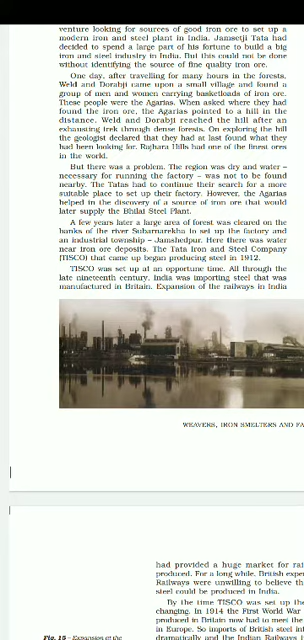 venture looking for sources of good iron ore to set up a
modern iron and steel plant in India. Jamsetji Tata had
decided to spend a large part of his fortune to build a big
iron and steel industry in India. But this could not be done
without identifying the source of fine quality iron ore.
One day, after travelling for many hours in the forests,
Weld and Dorabji came upon a small village and found a
group of men and women carrying basketloads of iron ore.
These people were the Agarias. When asked where they had
found the iron ore, the Agarias pointed to a hill in the
distance. Weld and Dorabji reached the hill after an
exhausting trek through dense forests. On exploring the hill
the geologist declared that they had at last found what they
had been looking for. Rajhara Hills had one of the finest ores
in the world.
But there was a problem. The region was dry and water –
necessary for running the factory – was not to be found
nearby. The Tatas had to continue their search for a more
suitable place to set up their factory. However, the Agarias
helped in the discovery of a source of iron ore that would
later supply the Bhilai Steel Plant.
A few years later a large area of forest was cleared on the
banks of the river Subarnarekha to set up the factory and
an industrial township – Jamshedpur. Here there was water
near iron ore deposits. The Tata Iron and Steel Company
(TISCO) that came up began producing steel in 1912.
TISCO was set up at an opportune time. All through the
late nineteenth century, India was importing steel that was
manufactured in Britain. Expansion of the railways in India
WEAVERS, IRON SMELTERS AND FA
had provided a huge market for rai
produced. For a long while, British expe
Railways were unwilling to believe th
steel could be produced in India.
By the time TISCO was set up the
changing. In 1914 the First World War
produced in Britain now had to meet the
in Europe. So imports of British steel in
Fig. 15 – Expansion of the
dramatically and the Indian Railways t